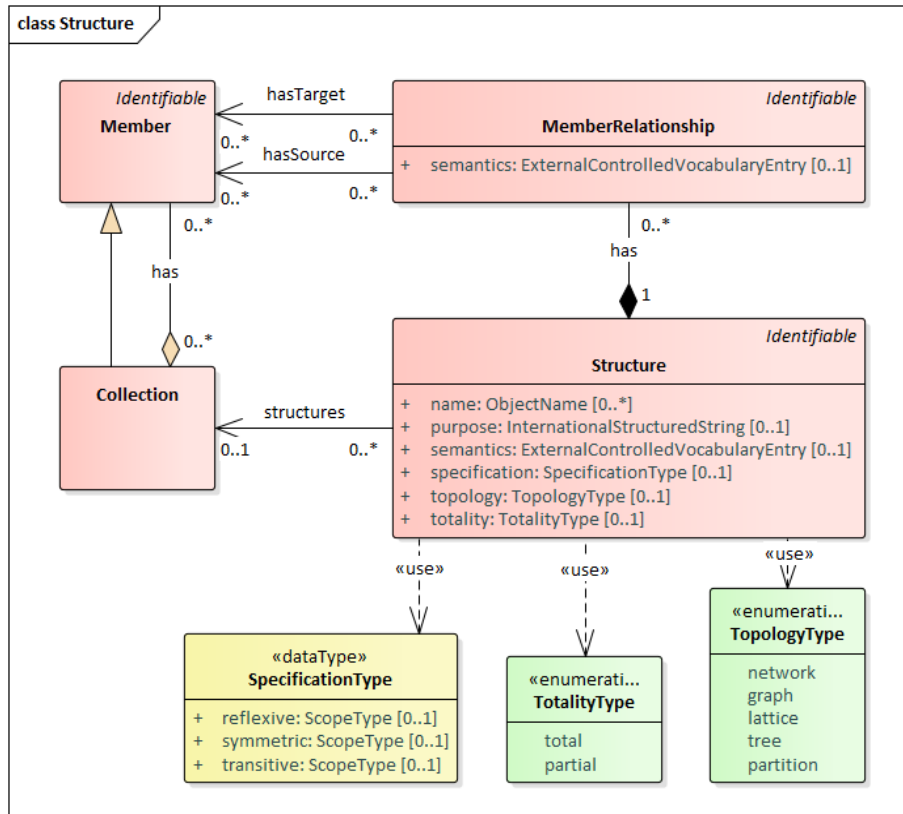 class Structure
Identifiable
Member
hasTarget
0..*
0..*
hasSource
0..*
0..*
Identifiable
MemberRelationship
+ semantics: ExternalControlledVocabularyEntry [0..1]
0..*
has
0..*
0..*
has
1
Collection
structures
0..1
0..*
Identifiable
Structure
+ name: ObjectName [0..*]
+ purpose: InternationalStructuredString [0..1]
+ semantics: ExternalControlledVocabularyEntry [0..1]
+ specification: SpecificationType [0..1]
+ topology: TopologyType [0..1]
+ totality: TotalityType [0..1]
«use»
«use»
«use»
«dataType»
SpecificationType
+ reflexive: ScopeType [0..1]
+ symmetric: ScopeType [0..1]
+ transitive: ScopeType [0..1]
«enumerati...
TotalityType
total
partial
«enumerati...
TopologyType
network
graph
lattice
tree
partition